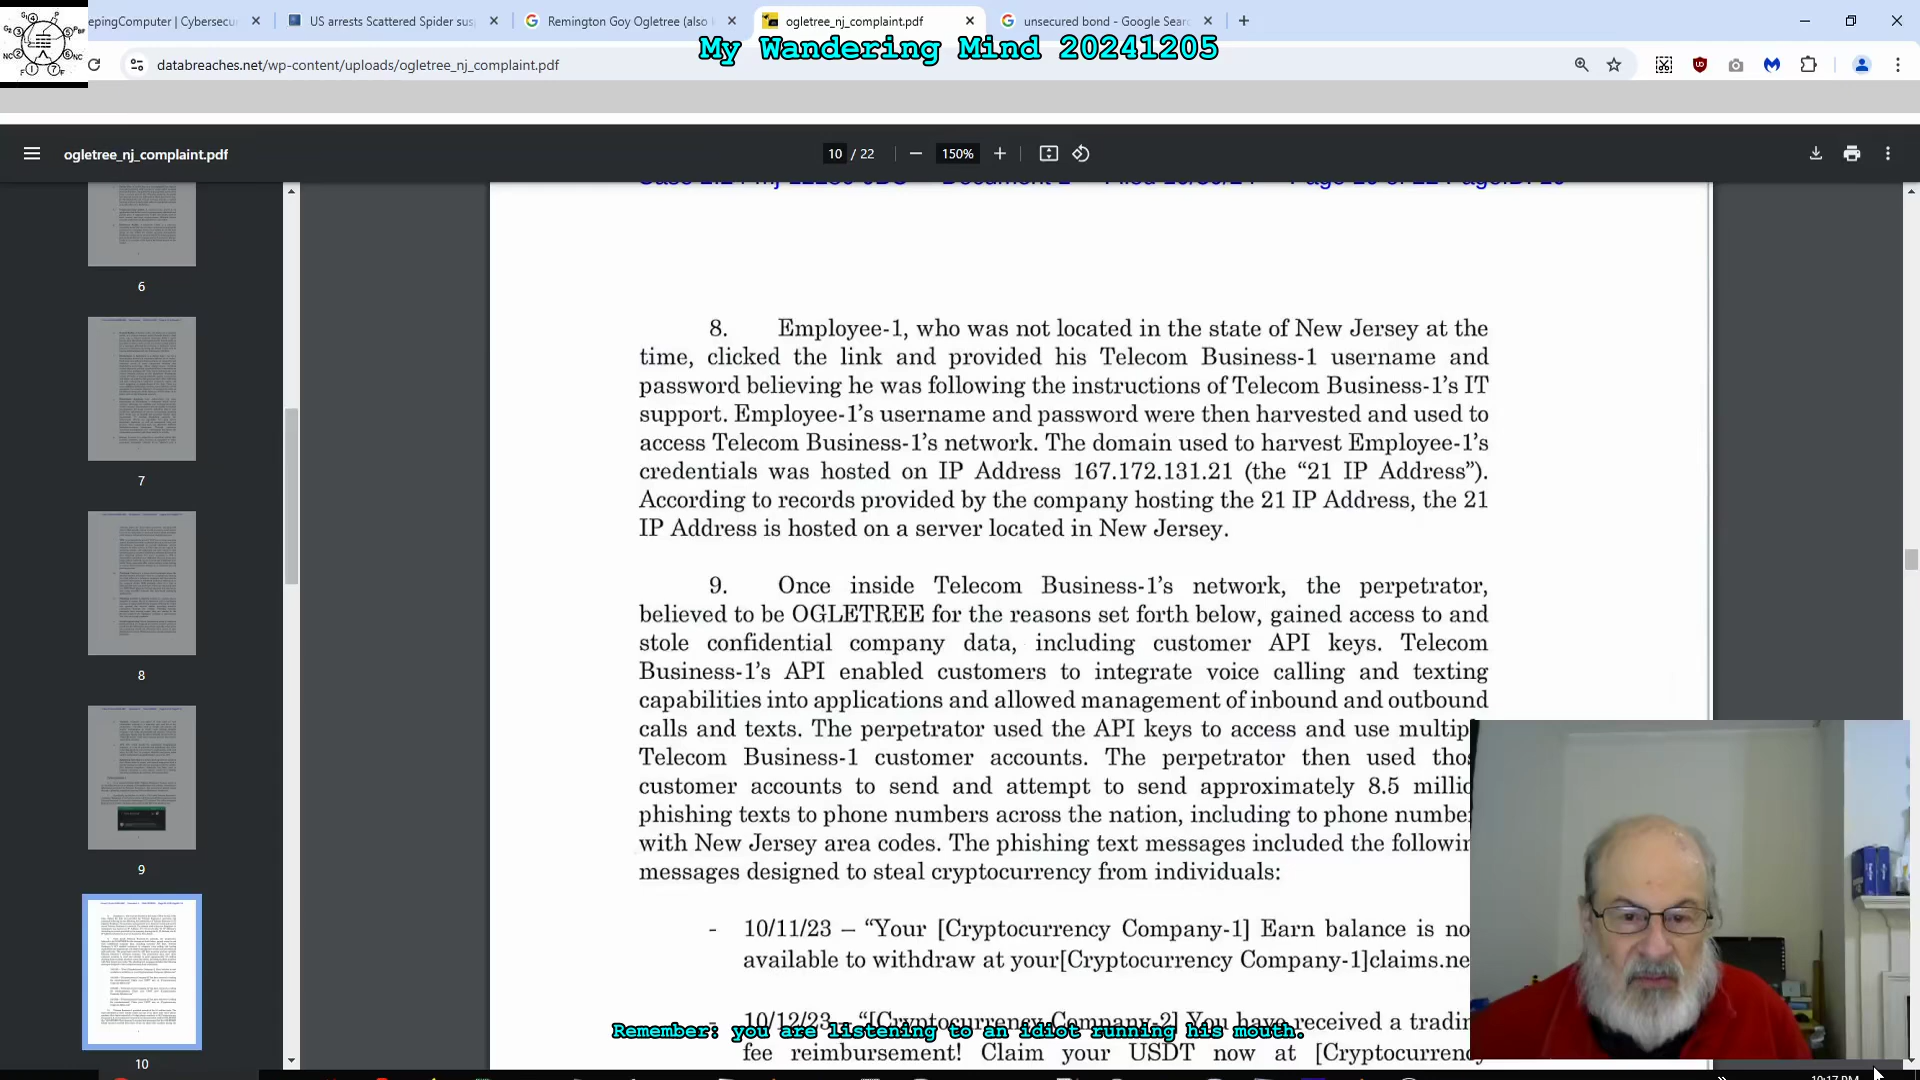 epingComputer | Cybersecur
US arrests Scattered Spider sus
Remington Goy Ogletree (also i
ogletree_nj_complaint.pdf
unsecured bond - Google Searc
My Wandering Mind 20241205
databreaches.net/wp-content/uploads/ogletree_nj_complaint.pdf
ogletree_nj_complaint.pdf
10 / 22
150%
6
7
8
9
10
8. Employee-1, who was not located in the state of New Jersey at the
time, clicked the link and provided his Telecom Business-1 username and
password believing he was following the instructions of Telecom Business-1’s IT
support. Employee-1’s username and password were then harvested and used to
access Telecom Business-1’s network. The domain used to harvest Employee-1’s
credentials was hosted on IP Address 167.172.131.21 (the “21 IP Address”).
According to records provided by the company hosting the 21 IP Address, the 21
IP Address is hosted on a server located in New Jersey.
9. Once inside Telecom Business-1’s network, the perpetrator,
believed to be OGLETREE for the reasons set forth below, gained access to and
stole confidential company data, including customer API keys. Telecom
Business-1’s API enabled customers to integrate voice calling and texting
capabilities into applications and allowed management of inbound and outbound
calls and texts. The perpetrator used the API keys to access and use multip
Telecom Business-1 customer accounts. The perpetrator then used thos
customer accounts to send and attempt to send approximately 8.5 millio
phishing texts to phone numbers across the nation, including to phone number
with New Jersey area codes. The phishing text messages included the followin
messages designed to steal cryptocurrency from individuals:
- 10/11/23 – “Your [Cryptocurrency Company-1] Earn balance is no
available to withdraw at your[Cryptocurrency Company-1]claims.ne
- 10/12/23 – “[Cryptocurrency Company-2] You have received a tradin
Remember: you are listening to an idiot running his mouth.
fee reimbursement! Claim your USDT now at [Cryptocurrency